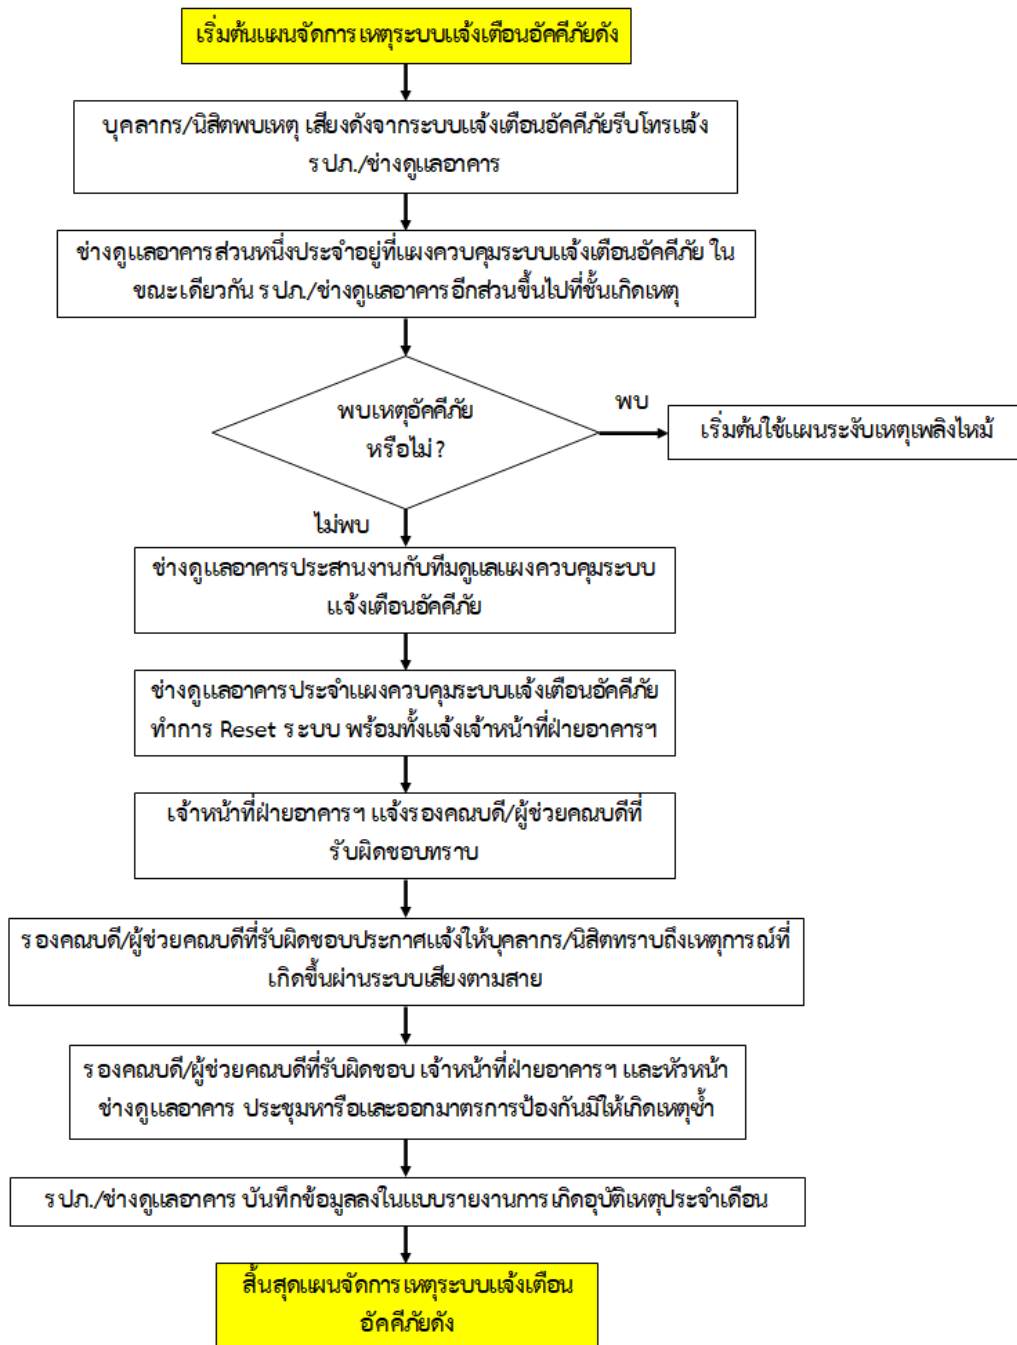 เริ่มต้นแผนจัดการเหตุระบบแจ้งเตือนอัคคีภัยดัง
บุคลากร/นิสิตพบเหตุ เสียงดังจากระบบแจ้งเตือนอัคคีภัยรีบโทรแจ้ง
รปภ./ช่างดูแลอาคาร
ช่างดูแลอาคารส่วนหนึ่งประจำอยู่ที่แผงควบคุมระบบแจ้งเตือนอัคคีภัย ใน
ขณะเดียวกัน รปภ./ช่างดูแลอาคารอีกส่วนขึ้นไปที่ชั้นเกิดเหตุ
พบเหตุอัคคีภัย
หรือไม่?
พบ
เริ่มต้นใช้แผนระงับเหตุเพลิงไหม้
ไม่พบ
ช่างดูแลอาคารประสานงานกับทีมดูแลแผงควบคุมระบบ
แจ้งเตือนอัคคีภัย
ช่างดูแลอาคารประจำแผงควบคุมระบบแจ้งเตือนอัคคีภัย
ทำการ Reset ระบบ พร้อมทั้งแจ้งเจ้าหน้าที่ฝ่ายอาคารฯ
เจ้าหน้าที่ฝ่ายอาคารฯ แจ้งรองคณบดี/ผู้ช่วยคณบดีที่
รับผิดชอบทราบ
รองคณบดี/ผู้ช่วยคณบดีที่รับผิดชอบประกาศแจ้งให้บุคลากร/นิสิตทราบถึงเหตุการณ์ที่
เกิดขึ้นผ่านระบบเสียงตามสาย
รองคณบดี/ผู้ช่วยคณบดีที่รับผิดชอบ เจ้าหน้าที่ฝ่ายอาคารฯ และหัวหน้า
ช่างดูแลอาคาร ประชุมหารือและออกมาตรการป้องกันมิให้เกิดเหตุซ้ำ
รปภ./ช่างดูแลอาคาร บันทึกข้อมูลลงในแบบรายงานการเกิดอุบัติเหตุประจำเดือน
สิ้นสุดแผนจัดการเหตุระบบแจ้งเตือน
อัคคีภัยดัง